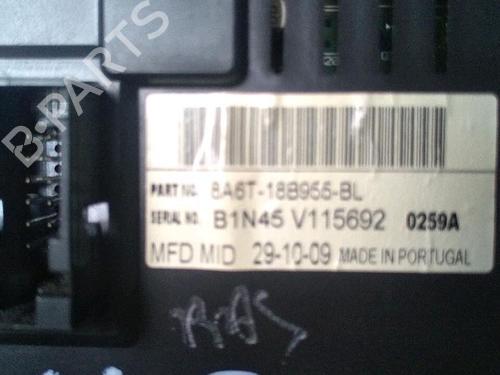 B-PARTS
PART NO. 8A6T-18B955-BL
SERIAL NO. B1N45 V115692 0259A
MFD MID 29-10-09 MADE IN PORTUGAL